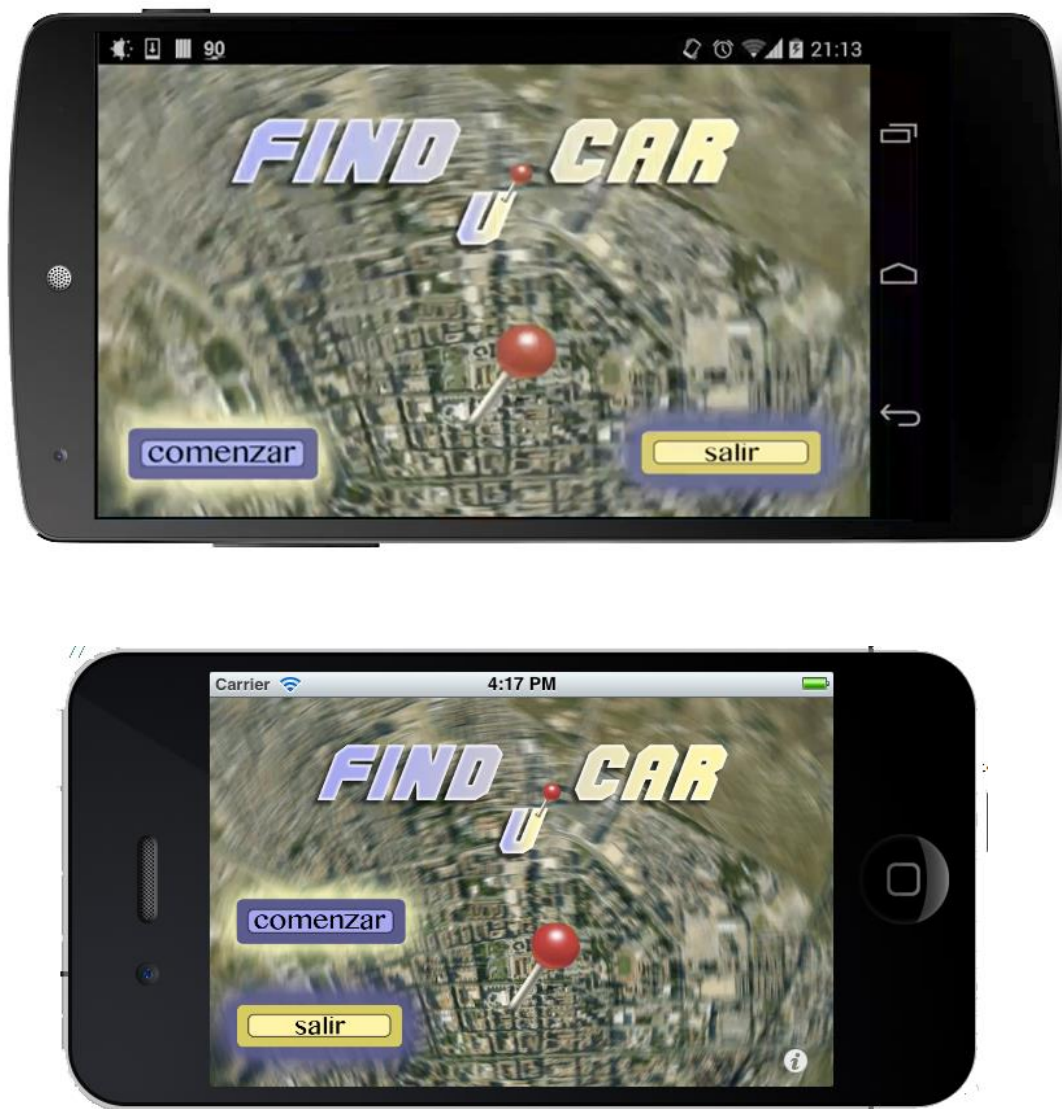 90 21:13
FIND CAR
U
comenzar salir
Carrier 4:17 PM
FIND CAR
U
comenzar
salir
i